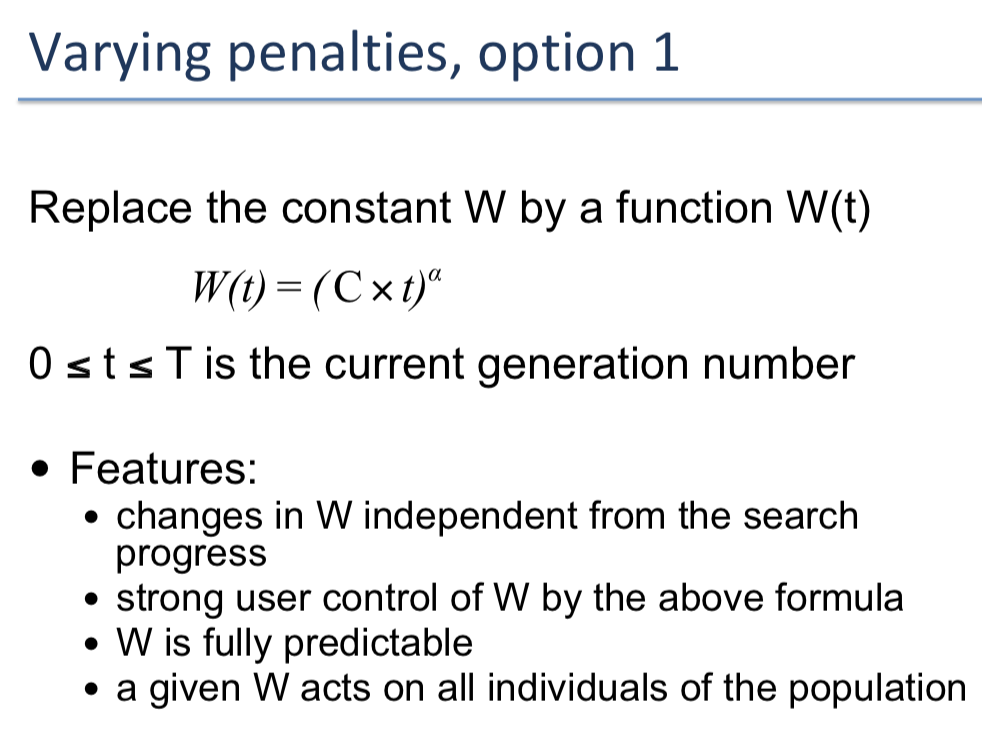 Varying penalties, option 1
Replace the constant W by a function W(t)
W(t) = (C × t)^α
0 ≤ t ≤ T is the current generation number
• Features:
• changes in W independent from the search
progress
• strong user control of W by the above formula
• W is fully predictable
• a given W acts on all individuals of the population